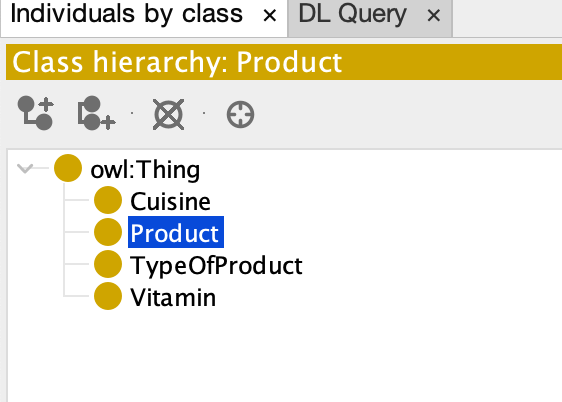 Individuals by class × DL Query ×
Class hierarchy: Product
owl:Thing
Cuisine
Product
TypeOfProduct
Vitamin